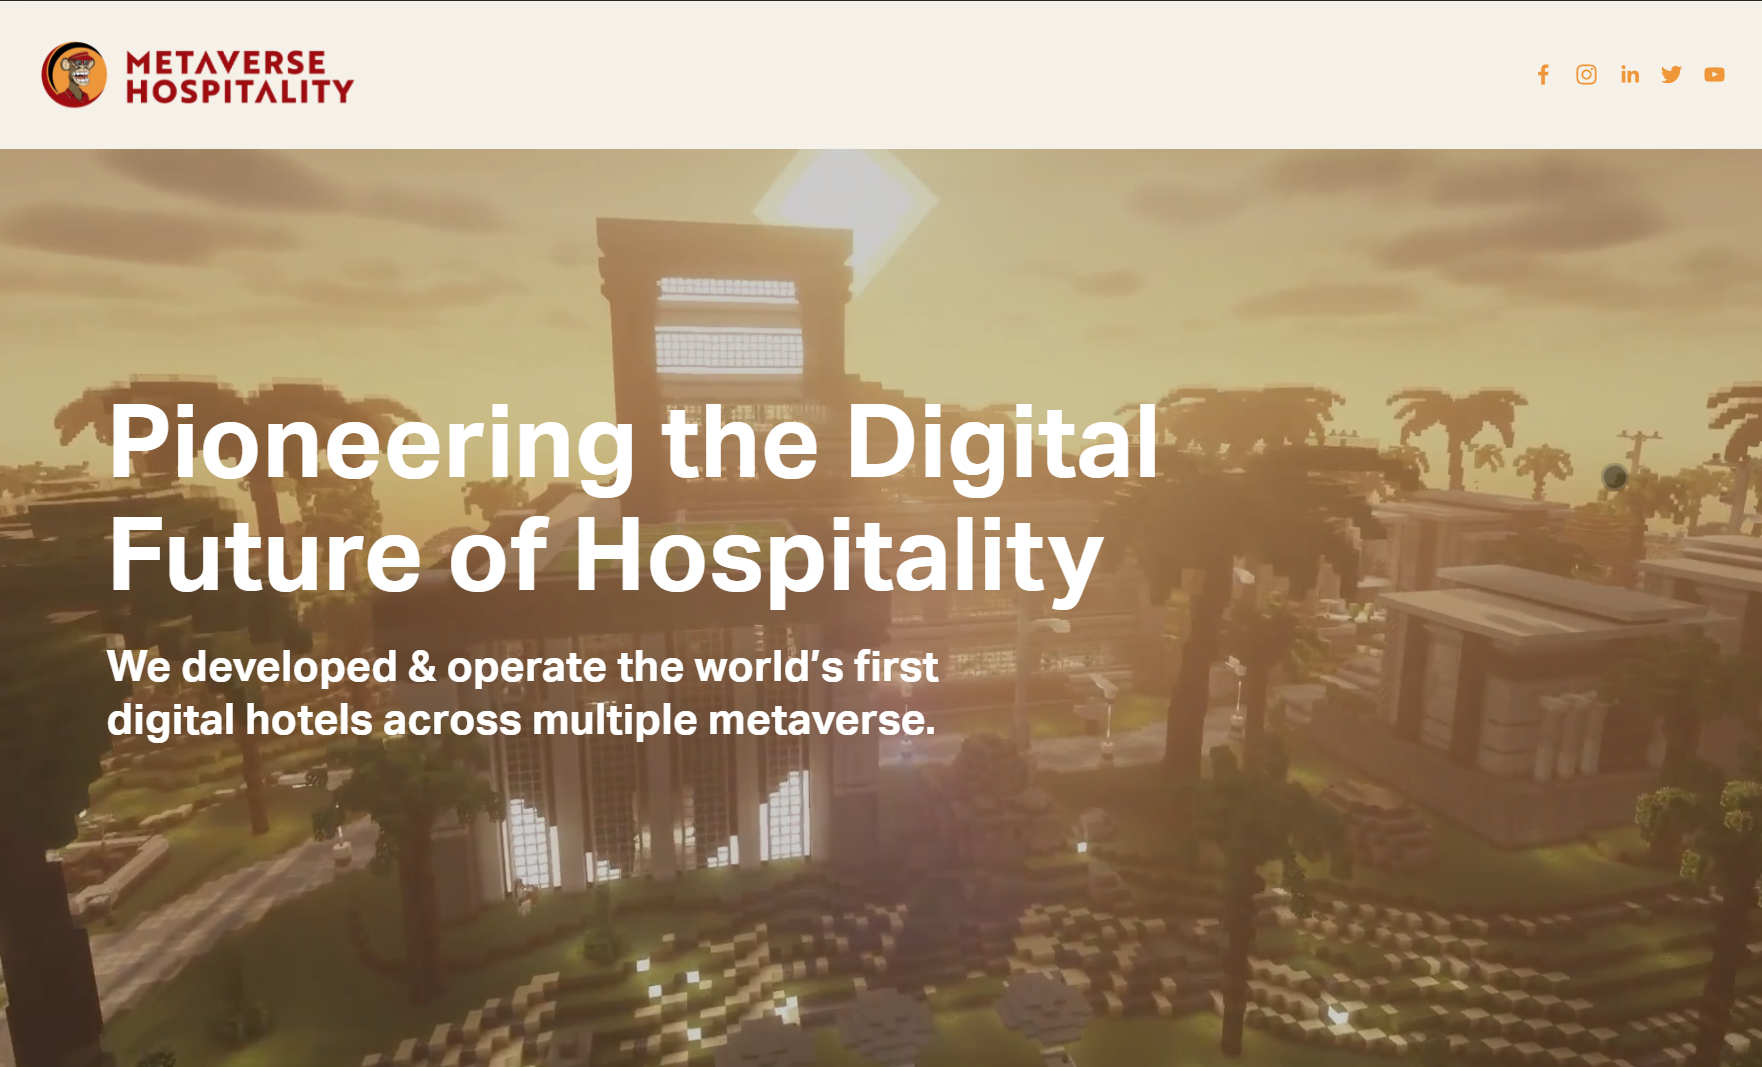 METAVERSE
HOSPITALITY
Pioneering the Digital
Future of Hospitality
We developed & operate the world's first
digital hotels across multiple metaverse.